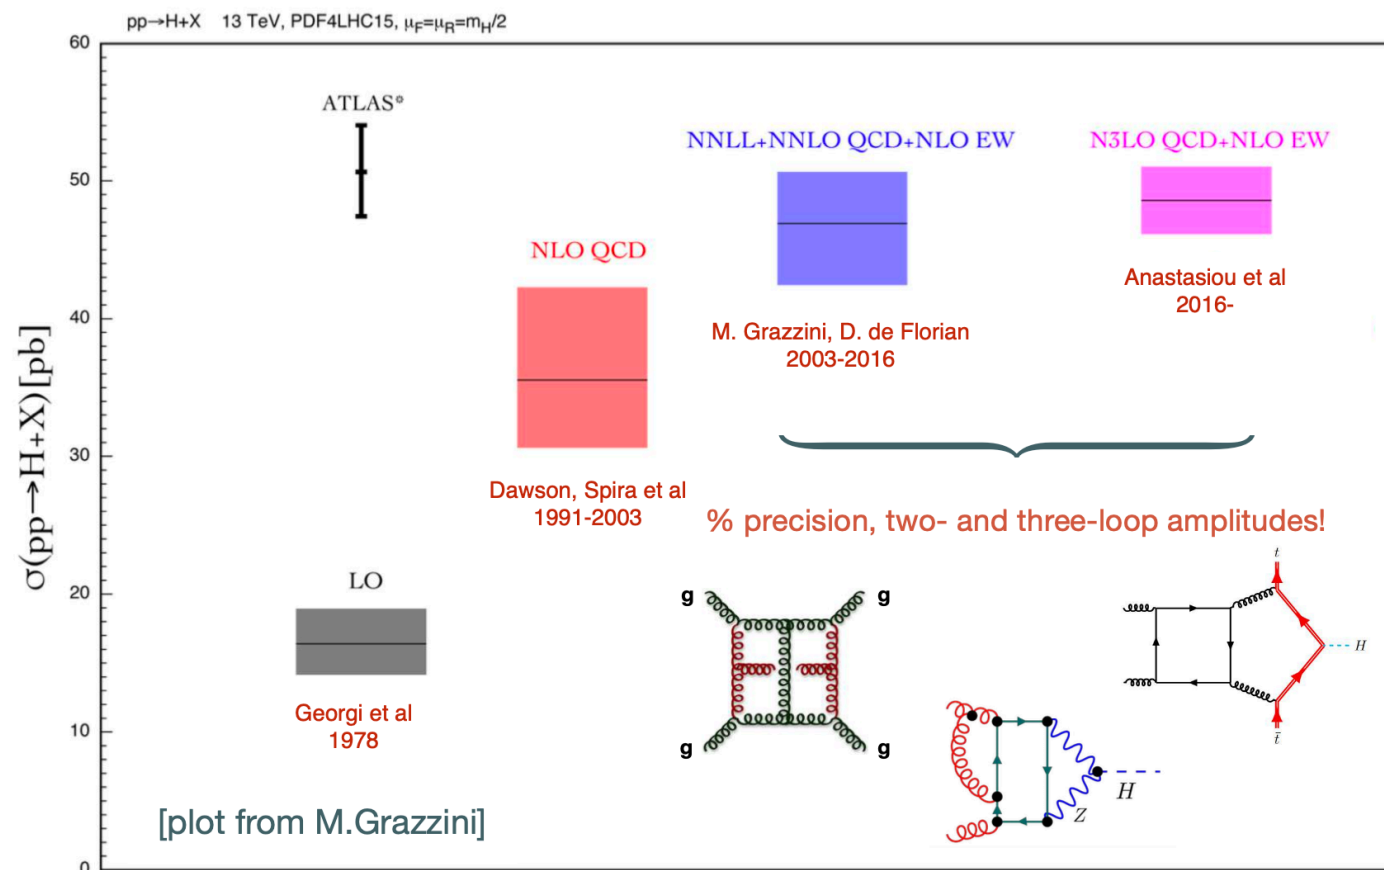 pp→H+X 13 TeV, PDF4LHC15, μF=μR=mH/2
60
ATLAS*
NNLL+NNLO QCD+NLO EW
N3LO QCD+NLO EW
50
NLO QCD
Anastasiou et al
2016-
40
M. Grazzini, D. de Florian
2003-2016
σ(pp→H+X)[pb]
30
Dawson, Spira et al
1991-2003
% precision, two- and three-loop amplitudes!
LO
20
g
g
t
H
Georgi et al
1978
10
g
g
t̄
H
Z
[plot from M.Grazzini]
0